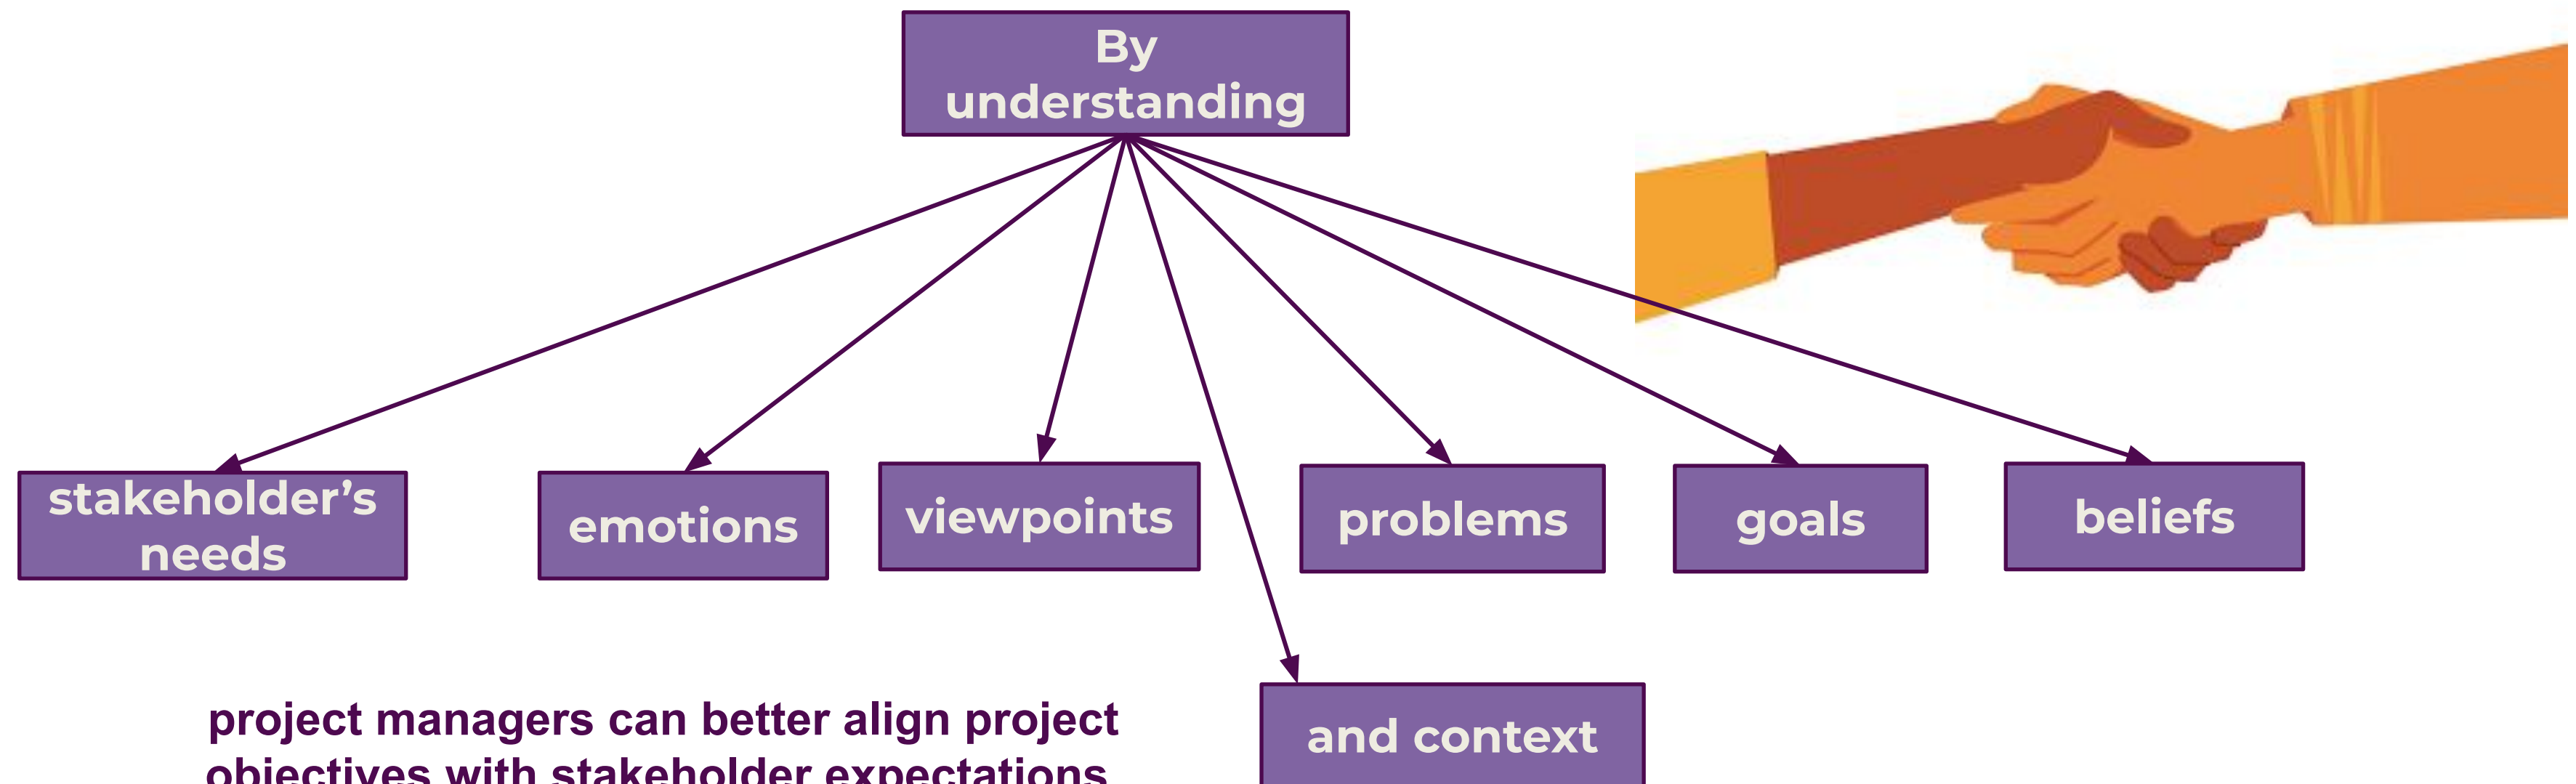 By
understanding
stakeholder’s
needs
emotions
viewpoints
problems
goals
beliefs
and context
project managers can better align project
objectives with stakeholder expectations